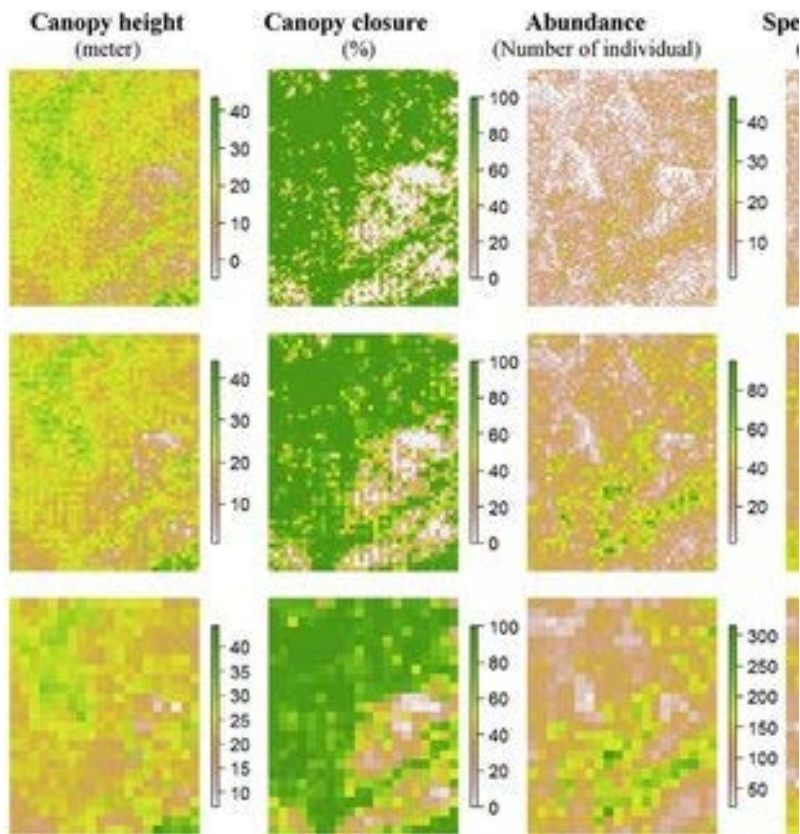 Canopy height Canopy closure Abundance Spe
(meter) (%) (Number of individual) (
40 100 40
30 80 30
20 60 20
10 40 10
0 20
0
40 100 80
30 80 60
20 60 40
10 40 20
20
0
40 100 300
35 80 250
30 60 200
25 40 150
20 20 100
15 0 50
10